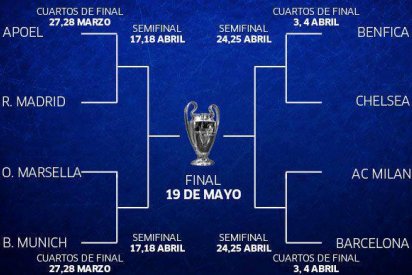 CUARTOS DE FINAL
27,28 MARZO
SEMIFINAL
17,18 ABRIL
SEMIFINAL
24,25 ABRIL
CUARTOS DE FINAL
3, 4 ABRIL
APOEL
BENFICA
R. MADRID
CHELSEA
FINAL
19 DE MAYO
O. MARSELLA
AC MILAN
B. MUNICH
BARCELONA
SEMIFINAL
17,18 ABRIL
SEMIFINAL
24,25 ABRIL
CUARTOS DE FINAL
27,28 MARZO
CUARTOS DE FINAL
3, 4 ABRIL